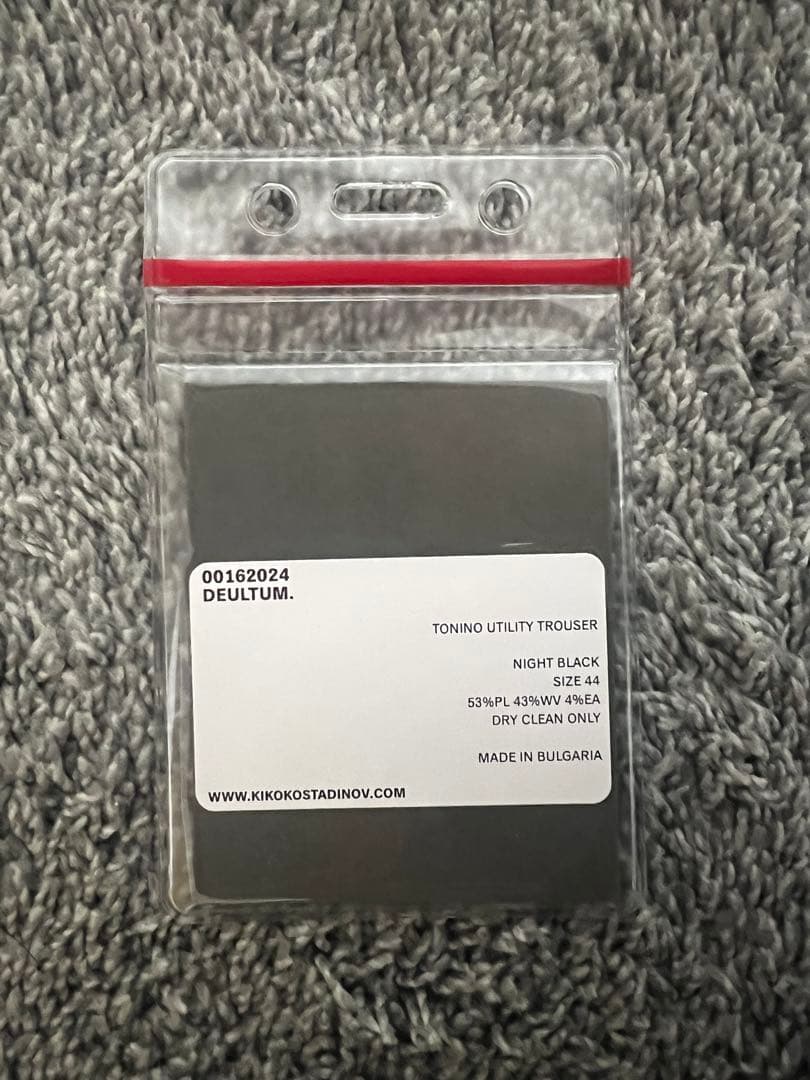 00162024
DEULTUM.
TONINO UTILITY TROUSER
NIGHT BLACK
SIZE 44
53%PL 43%WV 4%EA
DRY CLEAN ONLY
MADE IN BULGARIA
WWW.KIKOKOSTADINOV.COM